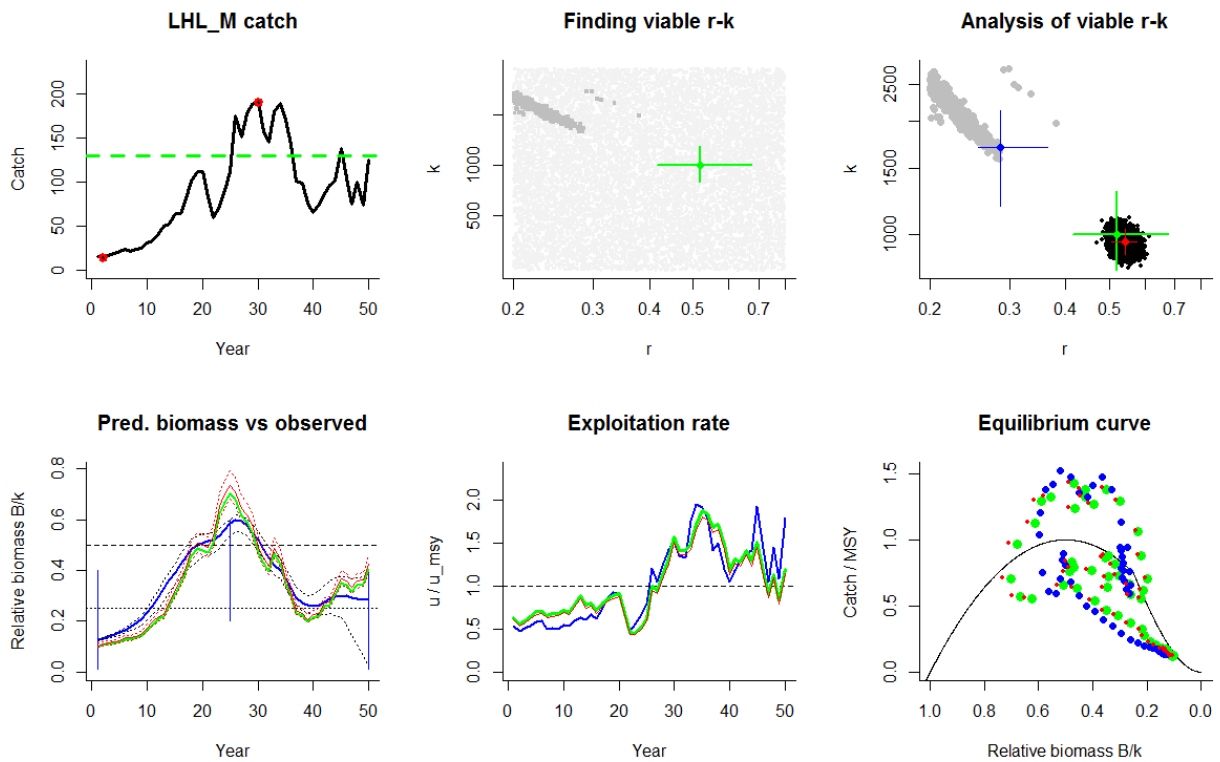 LHL_M catch
Catch
0 50 100 150 200
0 10 20 30 40 50
Year
Finding viable r-k
k
500 1000
0.2 0.3 0.4 0.5 0.7
r
Analysis of viable r-k
k
1000 1500 2500
0.2 0.3 0.4 0.5 0.7
r
Pred. biomass vs observed
Relative biomass B/k
0.0 0.2 0.4 0.6 0.8
0 10 20 30 40 50
Year
Exploitation rate
u / u_msy
0.0 0.5 1.0 1.5 2.0
0 10 20 30 40 50
Year
Equilibrium curve
Catch / MSY
0.0 0.5 1.0 1.5
1.0 0.8 0.6 0.4 0.2 0.0
Relative biomass B/k